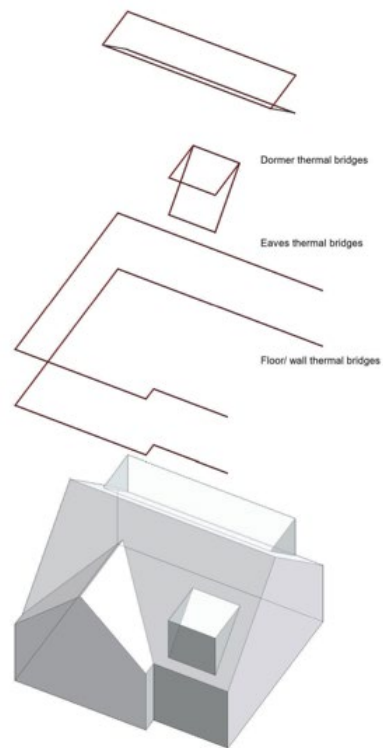 Dormer thermal bridges
Eaves thermal bridges
Floor/ wall thermal bridges